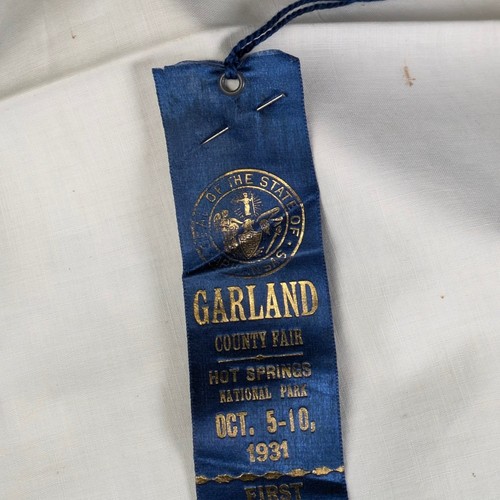 SEAL OF THE STATE OF
GARLAND
COUNTY FAIR
HOT SPRINGS
NATIONAL PARK
OCT. 5-10,
1931
FIRST